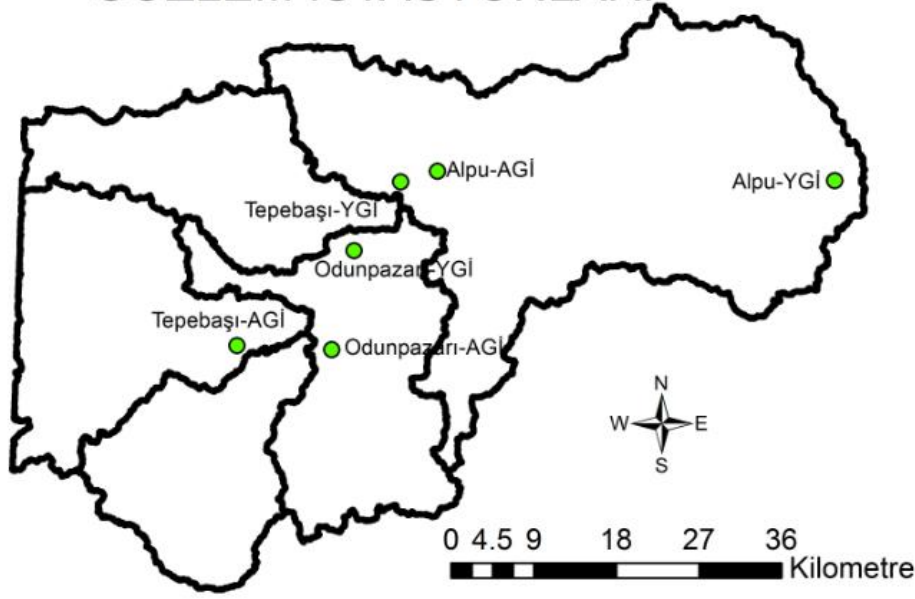 Alpu-AGİ
Alpu-YGİ
Tepebaşı-YGİ
Odunpazarı-YGİ
Tepebaşı-AGİ
Odunpazarı-AGİ
N
W E
S
0 4.5 9 18 27 36
Kilometre